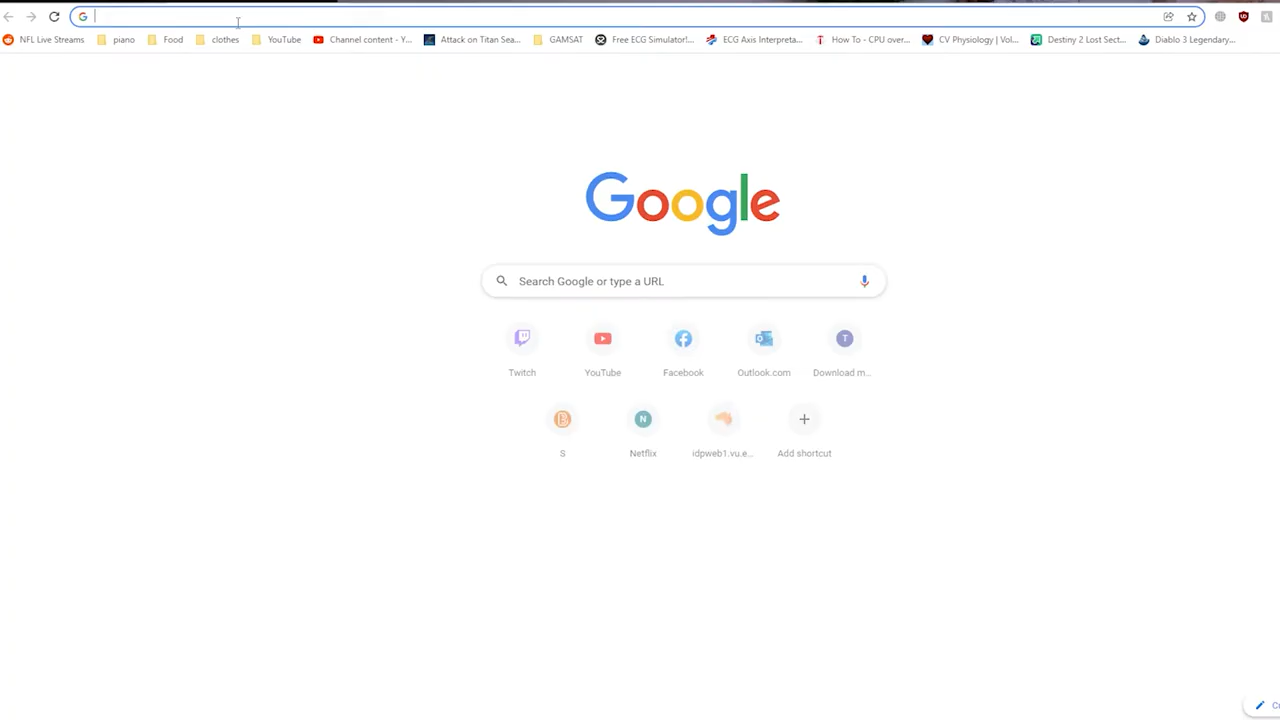 NFL Live Streams piano Food clothes YouTube Channel content - Y... Attack on Titan Sea... GAMSAT Free ECG Simulator!... ECG Axis Interpreta... How To - CPU over... CV Physiology | Vol... Destiny 2 Lost Sect... Diablo 3 Legendary...
Google
Search Google or type a URL
T
Twitch YouTube Facebook Outlook.com Download m...
N
S Netflix idpweb1.vu.e... Add shortcut